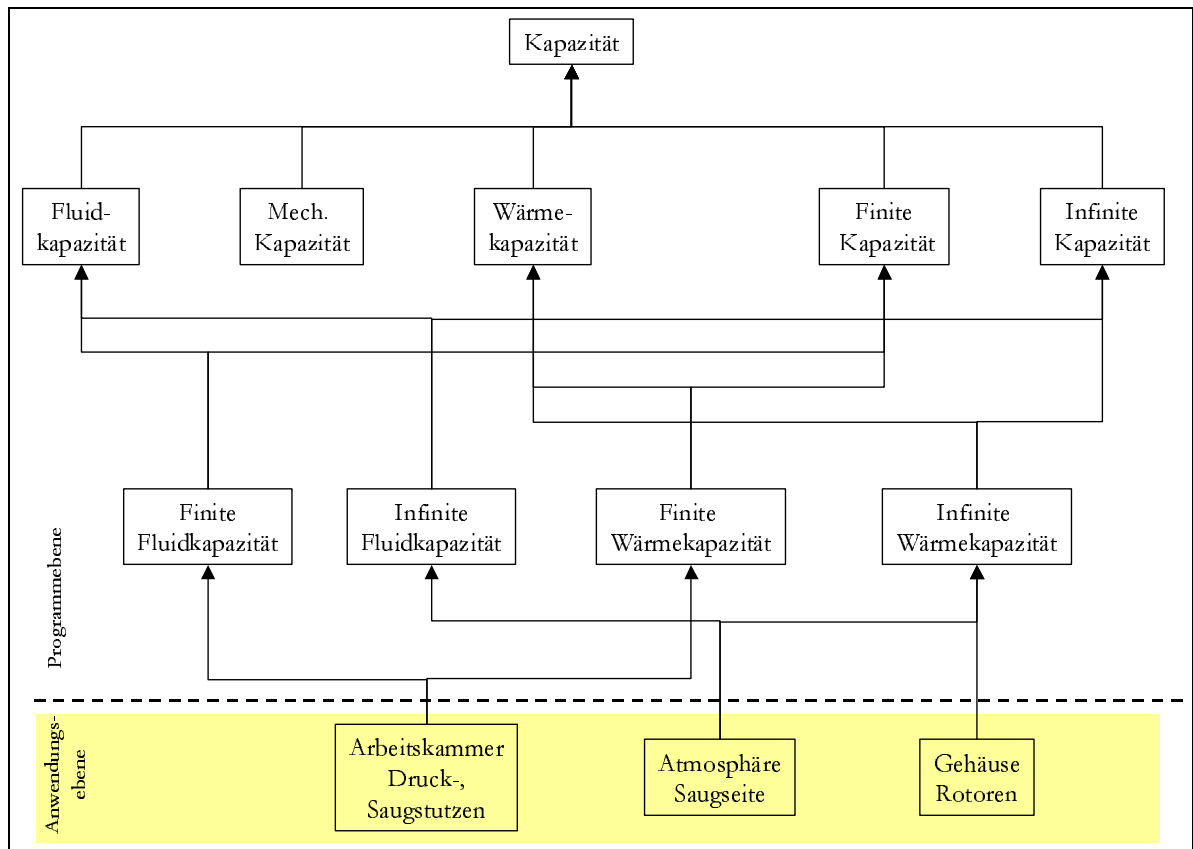 Kapazität
Fluid-
kapazität
Mech.
Kapazität
Wärme-
kapazität
Finite
Kapazität
Infinite
Kapazität
Finite
Fluidkapazität
Infinite
Fluidkapazität
Finite
Wärmekapazität
Infinite
Wärmekapazität
Programmebene
Anwendungs-
ebene
Arbeitskammer
Druck-,
Saugstutzen
Atmosphäre
Saugseite
Gehäuse
Rotoren